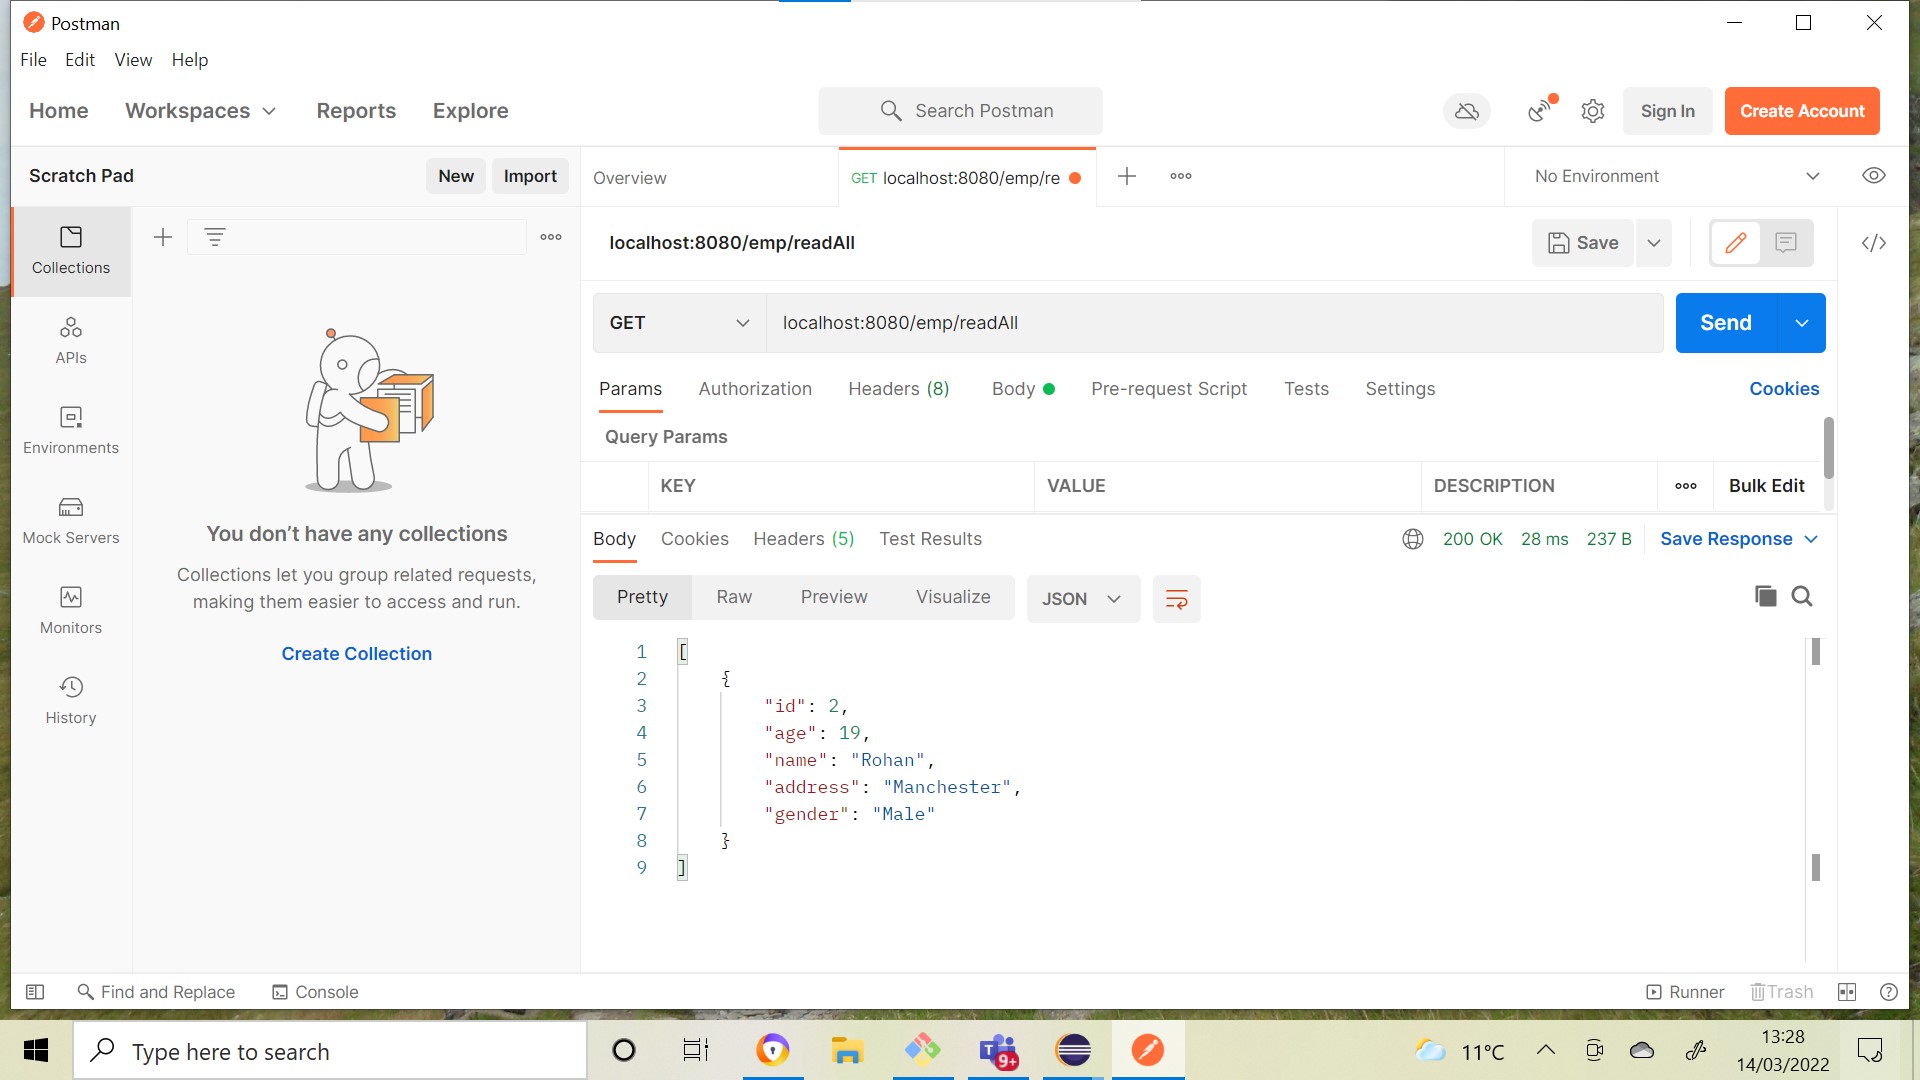 Postman
File Edit View Help
Home Workspaces Reports Explore
Search Postman
Sign In
Create Account
Scratch Pad
New
Import
Overview
GET localhost:8080/emp/re
No Environment
Collections
APIs
Environments
Mock Servers
Monitors
History
You don’t have any collections
Collections let you group related requests,
making them easier to access and run.
Create Collection
localhost:8080/emp/readAll
Save
GET
localhost:8080/emp/readAll
Send
Params Authorization Headers (8) Body Pre-request Script Tests Settings Cookies
Query Params
KEY VALUE DESCRIPTION Bulk Edit
Body Cookies Headers (5) Test Results 200 OK 28 ms 237 B Save Response
Pretty Raw Preview Visualize JSON
1 [
2 {
3 "id": 2,
4 "age": 19,
5 "name": "Rohan",
6 "address": "Manchester",
7 "gender": "Male"
8 }
9 ]
Find and Replace Console Runner Trash
Type here to search
9+
11°C
13:28
14/03/2022